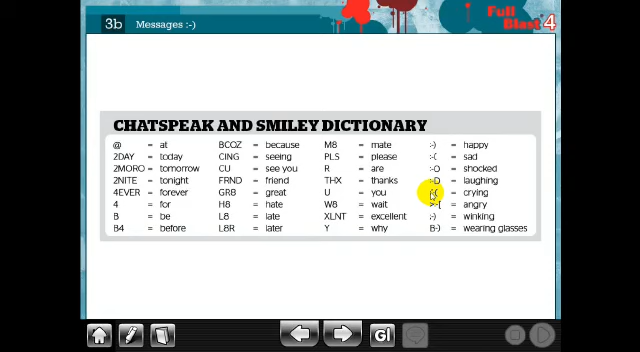 3b Messages :-)
Full Blast 4
CHATSPEAK AND SMILEY DICTIONARY
@ = at BCOZ = because M8 = mate :-) = happy
2DAY = today CING = seeing PLS = please :-( = sad
2MORO = tomorrow CU = see you R = are :-O = shocked
2NITE = tonight FRND = friend THX = thanks :-D = laughing
4EVER = forever GR8 = great U = you = crying
4 = for H8 = hate W8 = wait >:-( = angry
B = be L8 = late XLNT = excellent ;-) = winking
B4 = before L8R = later Y = why B-) = wearing glasses
GI